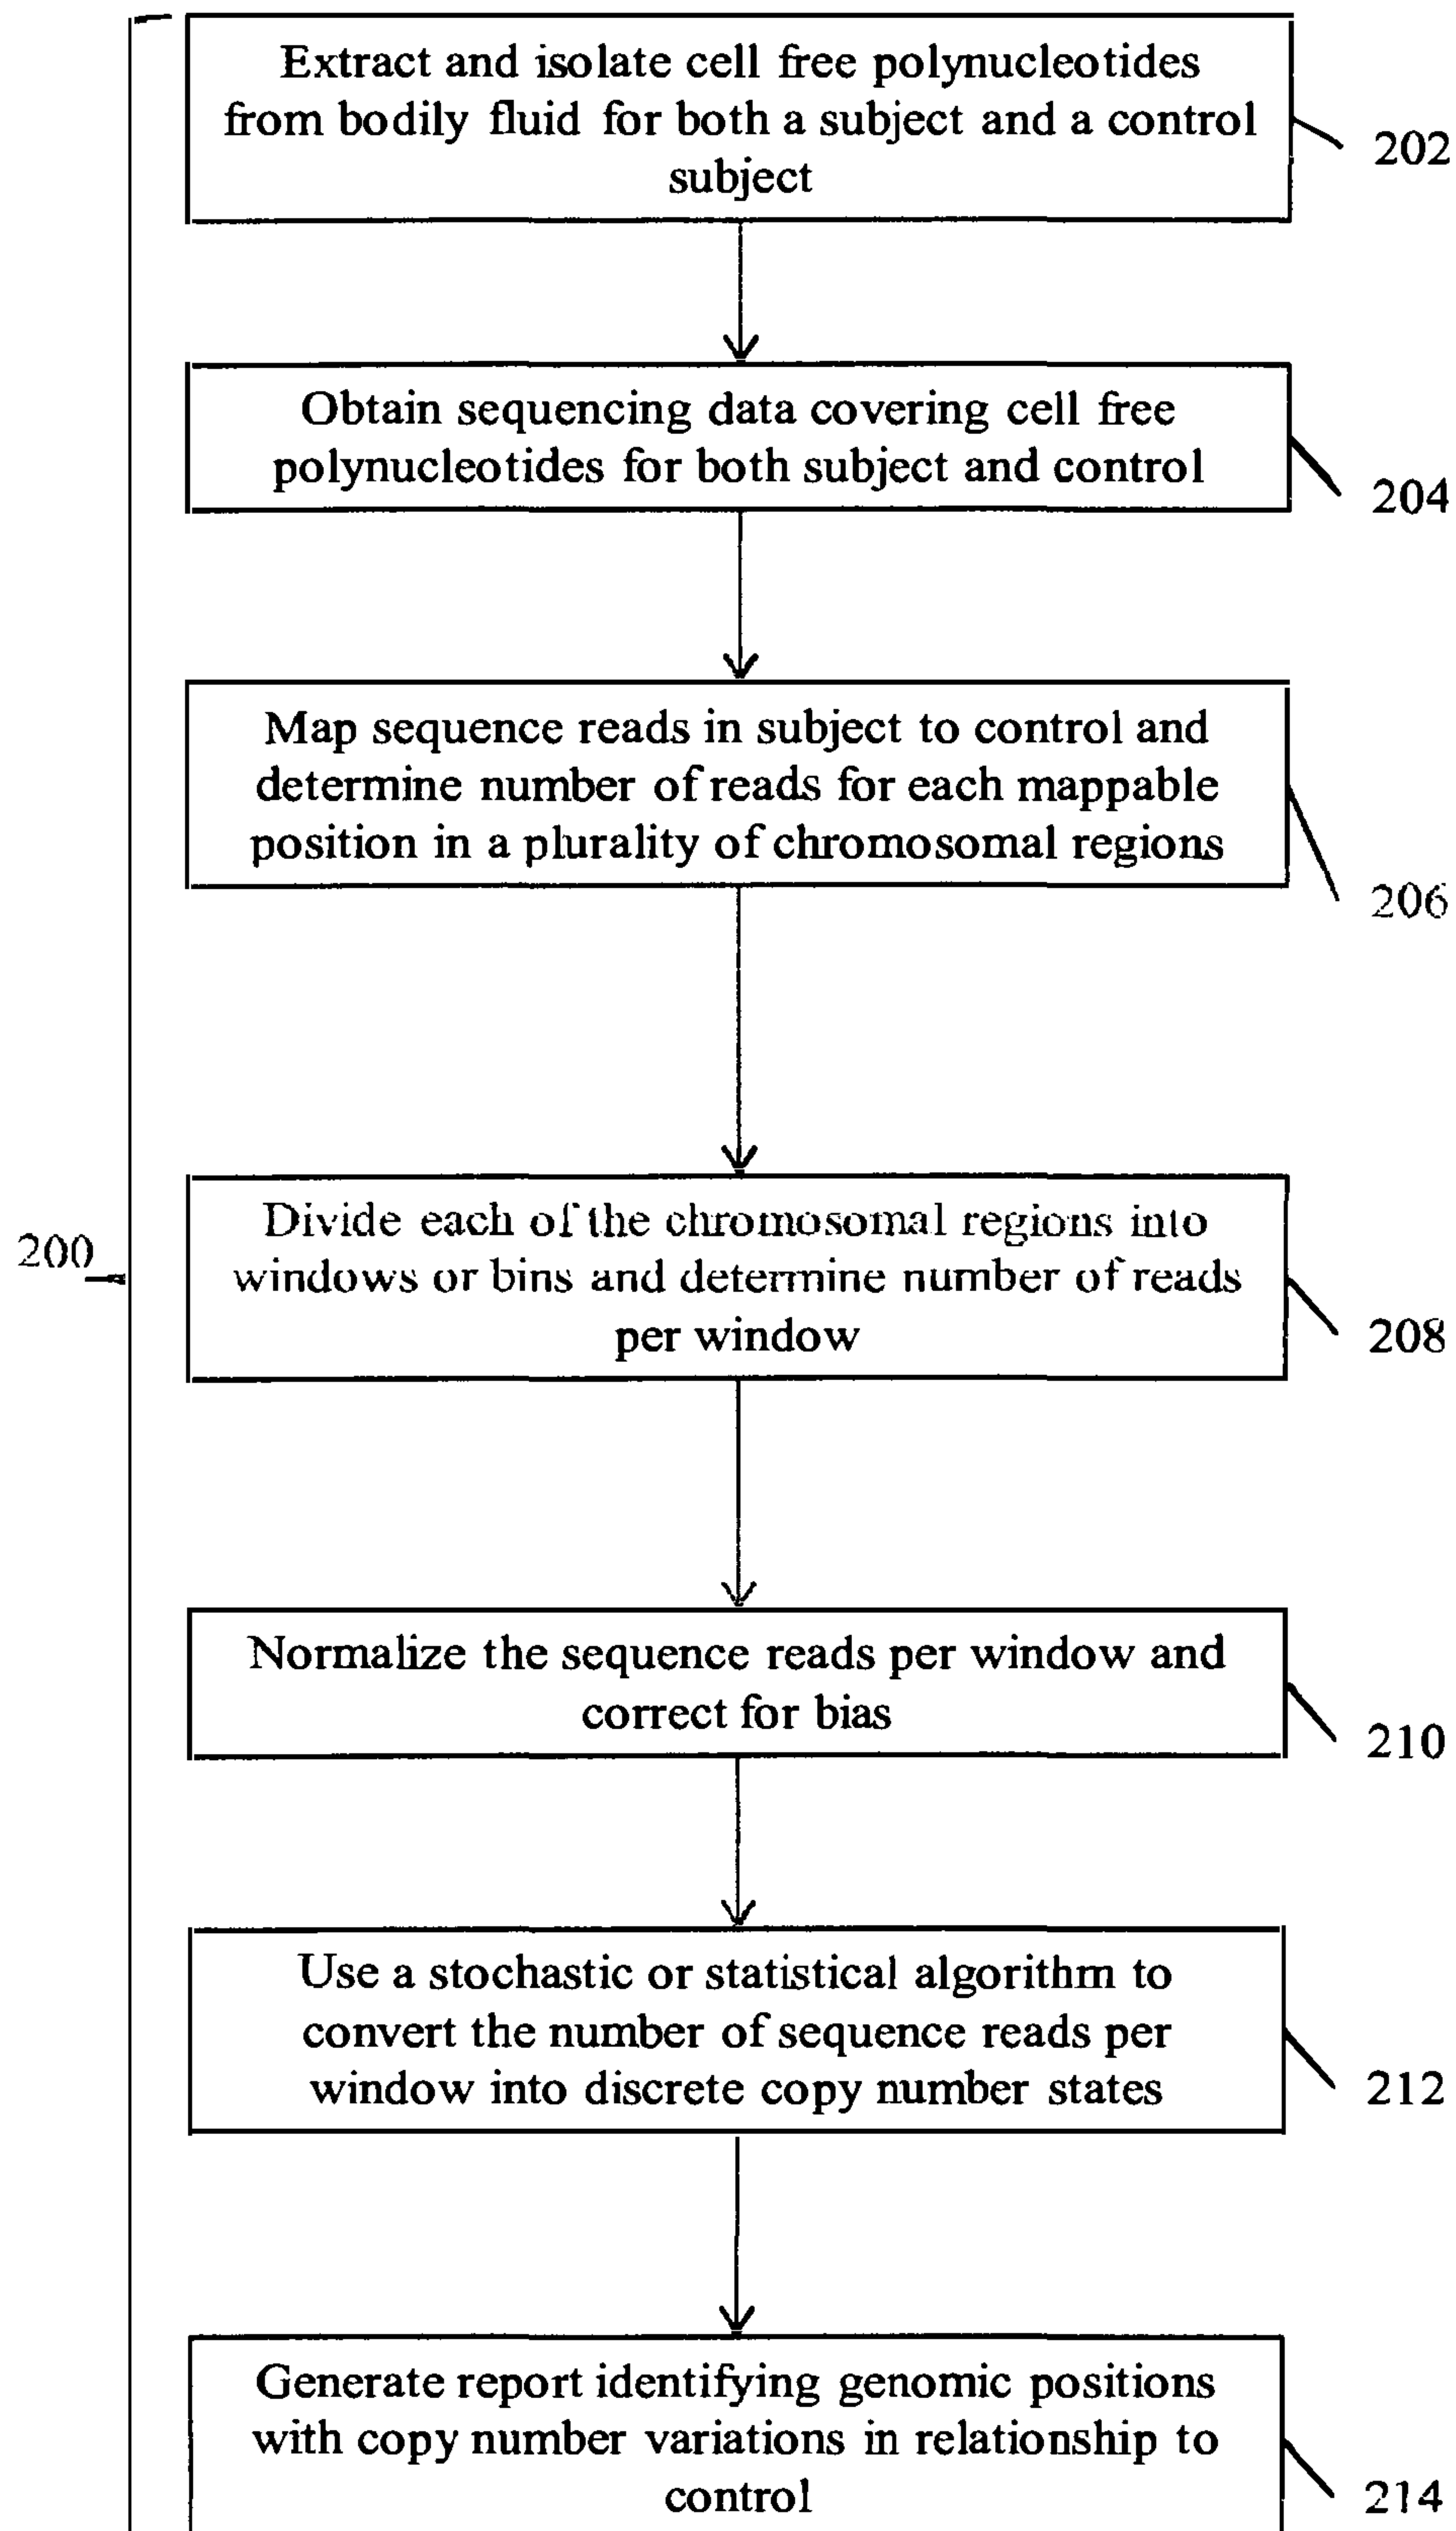 Extract and isolate cell free polynucleotides
from bodily fluid for both a subject and a control
subject
202
Obtain sequencing data covering cell free
polynucleotides for both subject and control
204
Map sequence reads in subject to control and
determine number of reads for each mappable
position in a plurality of chromosomal regions
206
Divide each of the chromosomal regions into
windows or bins and determine number of reads
per window
200
208
Normalize the sequence reads per window and
correct for bias
210
Use a stochastic or statistical algorithm to
convert the number of sequence reads per
window into discrete copy number states
212
Generate report identifying genomic positions
with copy number variations in relationship to
control
214